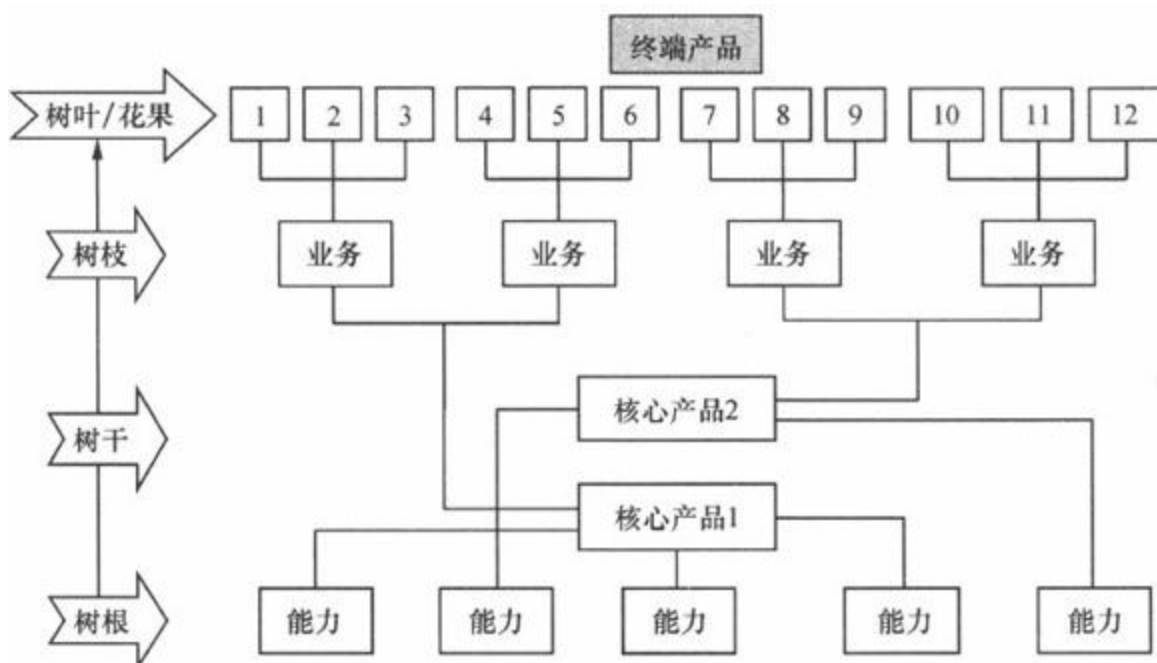 终端产品
树叶/花果 1 2 3 4 5 6 7 8 9 10 11 12
树枝 业务 业务 业务 业务
核心产品2
树干
核心产品1
树根 能力 能力 能力 能力 能力